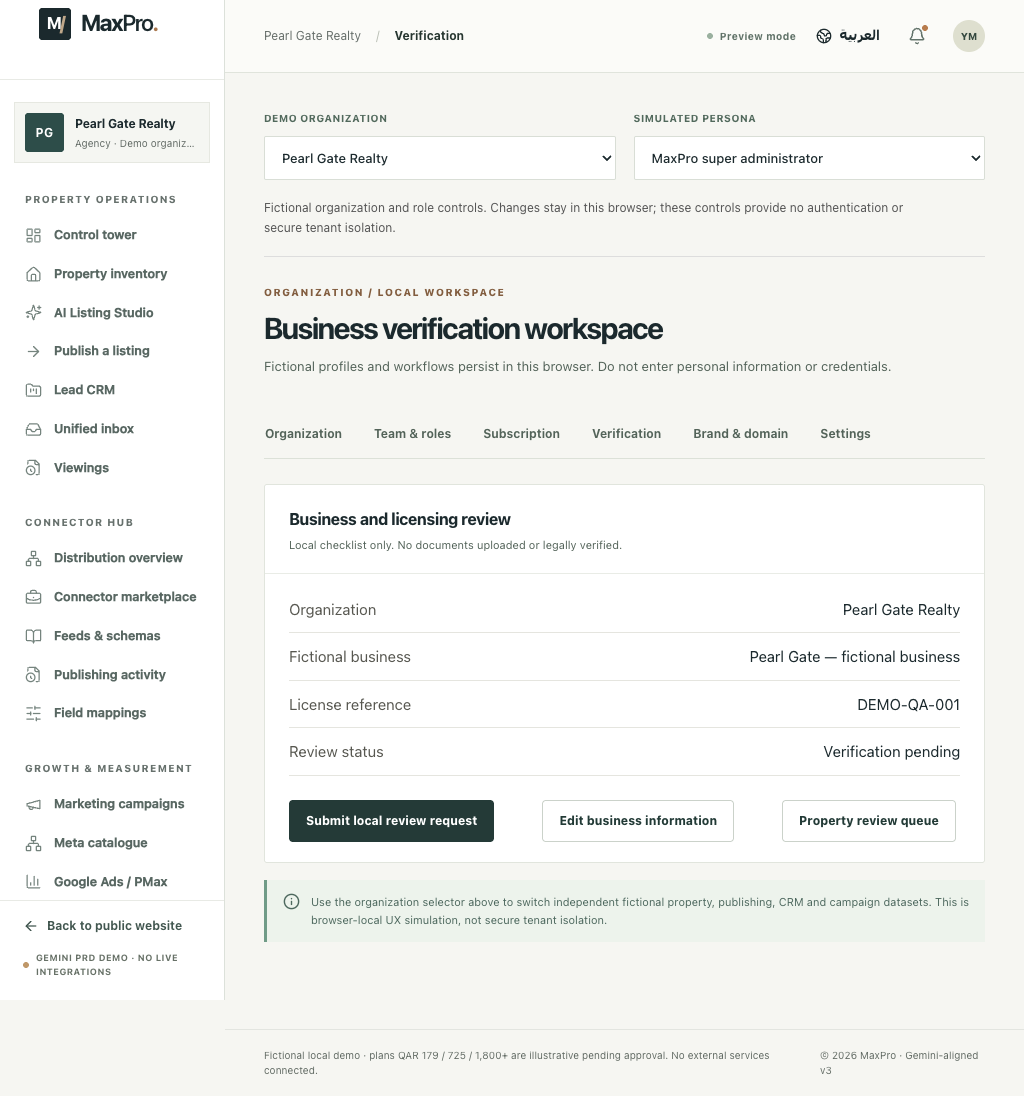 M/ MaxPro.
Pearl Gate Realty / Verification
Preview mode
العربية
YM
PG
Pearl Gate Realty
Agency · Demo organiz...
PROPERTY OPERATIONS
Control tower
Property inventory
AI Listing Studio
Publish a listing
Lead CRM
Unified inbox
Viewings
CONNECTOR HUB
Distribution overview
Connector marketplace
Feeds & schemas
Publishing activity
Field mappings
GROWTH & MEASUREMENT
Marketing campaigns
Meta catalogue
Google Ads / PMax
Back to public website
GEMINI PRD DEMO · NO LIVE
INTEGRATIONS
DEMO ORGANIZATION
Pearl Gate Realty
SIMULATED PERSONA
MaxPro super administrator
Fictional organization and role controls. Changes stay in this browser; these controls provide no authentication or
secure tenant isolation.
ORGANIZATION / LOCAL WORKSPACE
Business verification workspace
Fictional profiles and workflows persist in this browser. Do not enter personal information or credentials.
Organization
Team & roles
Subscription
Verification
Brand & domain
Settings
Business and licensing review
Local checklist only. No documents uploaded or legally verified.
Organization Pearl Gate Realty
Fictional business Pearl Gate — fictional business
License reference DEMO-QA-001
Review status Verification pending
Submit local review request
Edit business information
Property review queue
Use the organization selector above to switch independent fictional property, publishing, CRM and campaign datasets. This is
browser-local UX simulation, not secure tenant isolation.
Fictional local demo · plans QAR 179 / 725 / 1,800+ are illustrative pending approval. No external services
connected.
© 2026 MaxPro · Gemini-aligned
v3